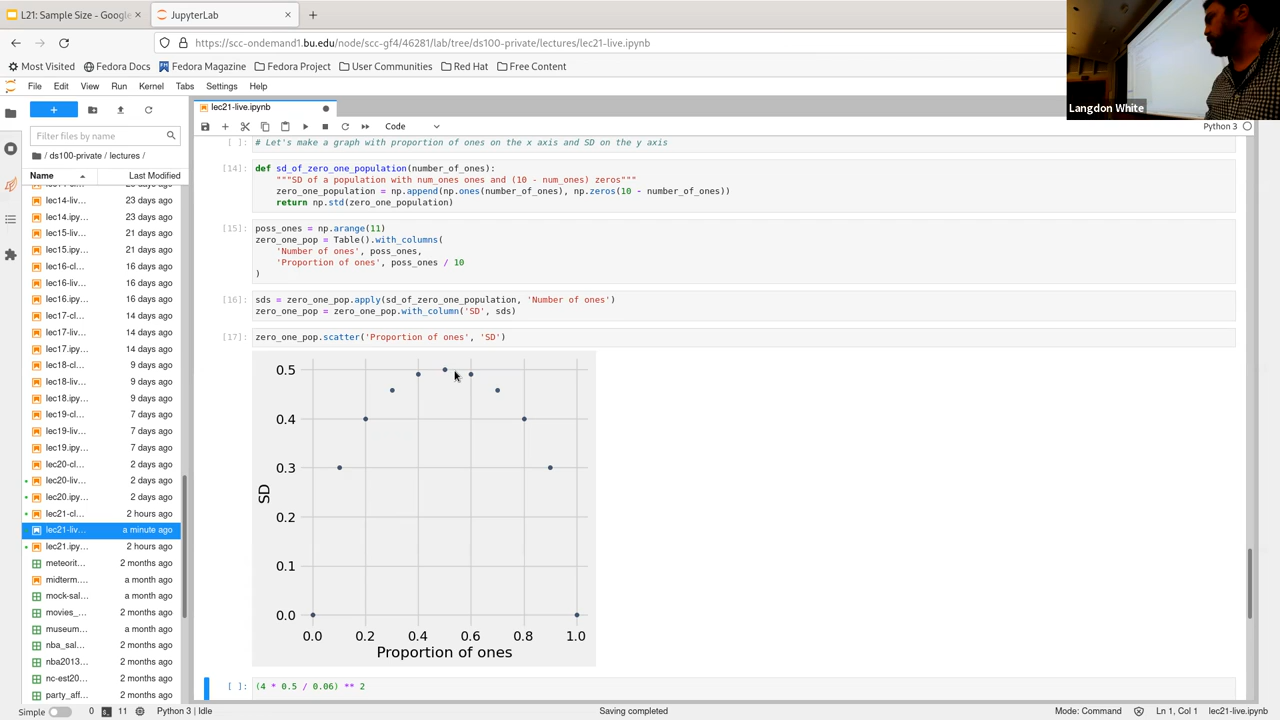 L21: Sample Size - Google
JupyterLab
https://scc-ondemand1.bu.edu/node/scc-gf4/46281/lab/tree/ds100-private/lectures/lec21-live.ipynb
Most Visited
Fedora Docs
Fedora Magazine
Fedora Project
User Communities
Red Hat
Free Content
Langdon White
File Edit View Run Kernel Tabs Settings Help
lec21-live.ipynb
Filter files by name
Code
Python 3
/ ds100-private / lectures /
Name Last Modified
lec14-liv... 23 days ago
lec14.ipy... 23 days ago
lec15-liv... 21 days ago
lec15.ipy... 21 days ago
lec16-cl... 16 days ago
lec16-liv... 16 days ago
lec16.ipy... 16 days ago
lec17-cl... 14 days ago
lec17-liv... 14 days ago
lec17.ipy... 14 days ago
lec18-cl... 9 days ago
lec18-liv... 9 days ago
lec18.ipy... 9 days ago
lec19-cl... 7 days ago
lec19-liv... 7 days ago
lec19.ipy... 7 days ago
lec20-cl... 2 days ago
lec20-liv... 2 days ago
lec20.ipy... 2 days ago
lec21-cl... 2 hours ago
lec21-liv... a minute ago
lec21.ipy... 2 hours ago
meteorit... 2 months ago
midterm.... a month ago
mock-sal... a month ago
movies_... 2 months ago
museum... a month ago
nba_sal... 2 months ago
nba2013... 2 months ago
nc-est20... 2 months ago
party_aff... 2 months ago
[ ]: # Let's make a graph with proportion of ones on the x axis and SD on the y axis
[14]: def sd_of_zero_one_population(number_of_ones):
"""SD of a population with num_ones ones and (10 - num_ones) zeros"""
zero_one_population = np.append(np.ones(number_of_ones), np.zeros(10 - number_of_ones))
return np.std(zero_one_population)
[15]: poss_ones = np.arange(11)
zero_one_pop = Table().with_columns(
'Number of ones', poss_ones,
'Proportion of ones', poss_ones / 10
)
[16]: sds = zero_one_pop.apply(sd_of_zero_one_population, 'Number of ones')
zero_one_pop = zero_one_pop.with_column('SD', sds)
[17]: zero_one_pop.scatter('Proportion of ones', 'SD')
0.5
0.4
0.3
0.2
0.1
0.0
SD
0.0 0.2 0.4 0.6 0.8 1.0
Proportion of ones
[ ]: (4 * 0.5 / 0.06) ** 2
Simple 0 11 Python 3 | Idle
Saving completed
Mode: Command Ln 1, Col 1 lec21-live.ipynb